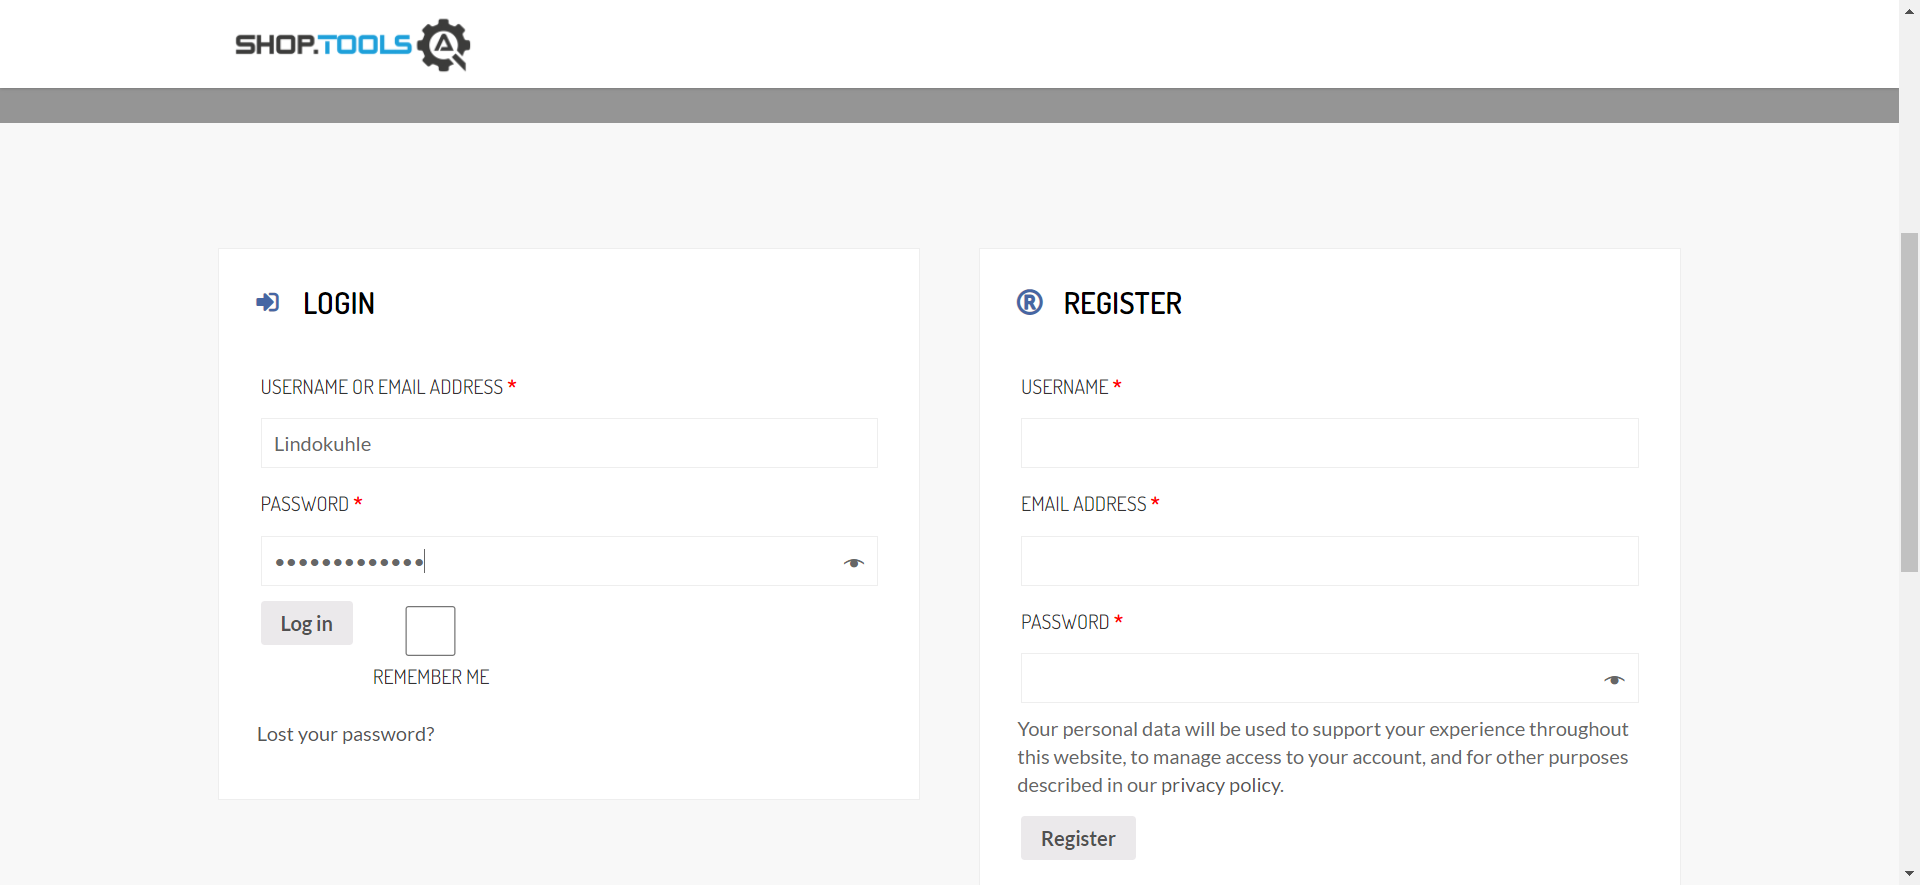 SHOP.TOOLS
LOGIN
USERNAME OR EMAIL ADDRESS *
Lindokuhle
PASSWORD *
•••••••••••••
Log in
REMEMBER ME
Lost your password?
REGISTER
USERNAME *
EMAIL ADDRESS *
PASSWORD *
Your personal data will be used to support your experience throughout
this website, to manage access to your account, and for other purposes
described in our privacy policy.
Register